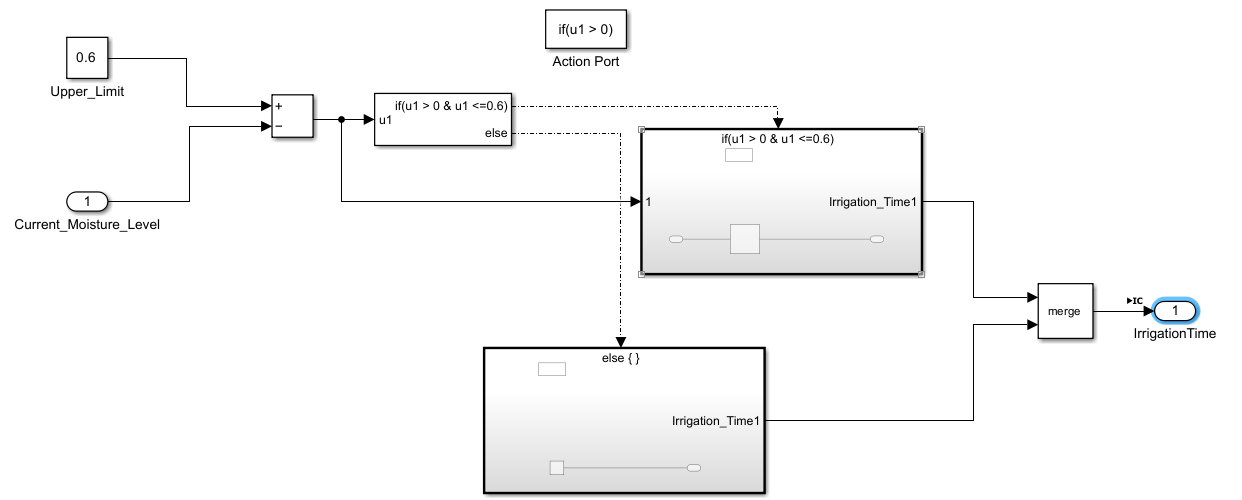 if(u1 > 0)
Action Port
0.6
Upper_Limit
+
−
u1
if(u1 > 0 & u1 <=0.6)
else
if(u1 > 0 & u1 <=0.6)
1
Irrigation_Time1
1
Current_Moisture_Level
merge
IC
1
IrrigationTime
else { }
Irrigation_Time1